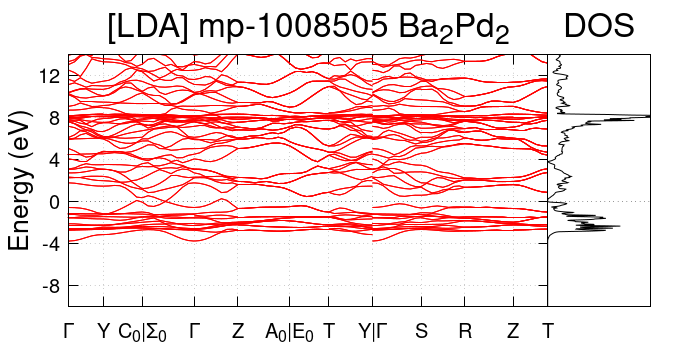 [LDA] mp-1008505 Ba₂Pd₂ DOS
Energy (eV)
12
8
4
0
-4
-8
Γ Y C₀|Σ₀ Γ Z A₀|E₀ T Y|Γ S R Z T